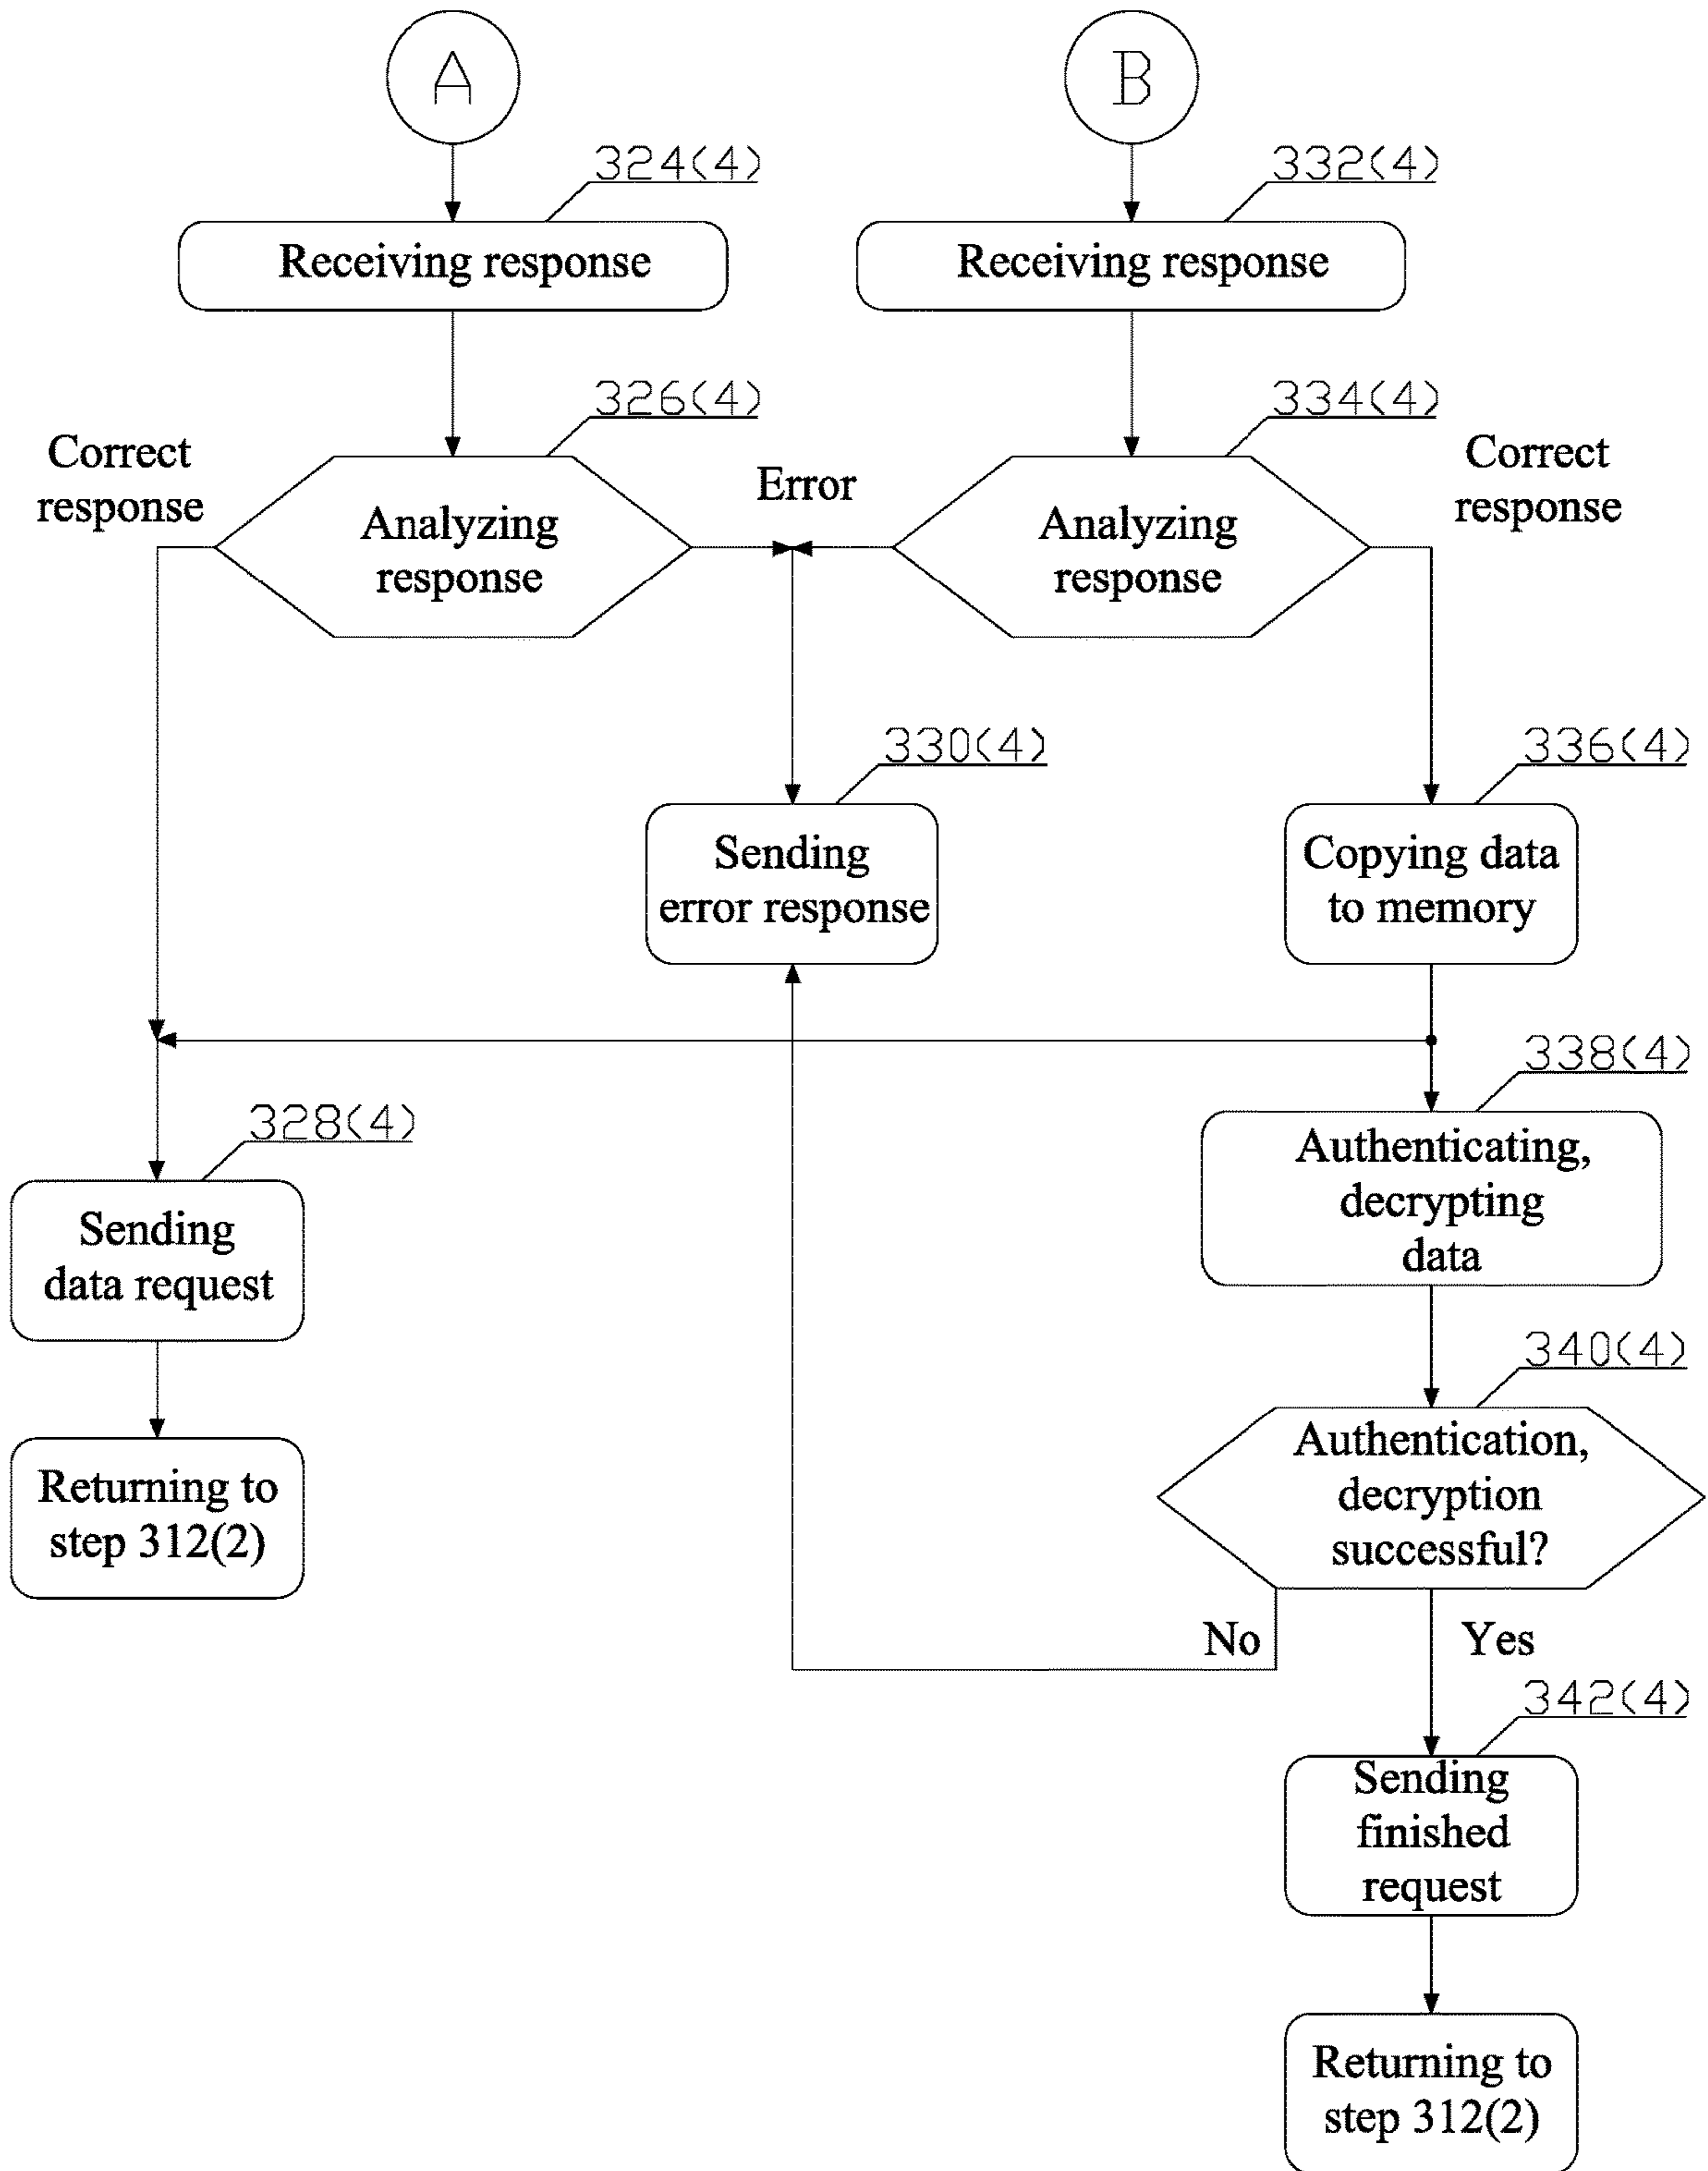 A
B
324(4)
332(4)
Receiving response
Receiving response
326(4)
334(4)
Correct
response
Error
Correct
response
Analyzing
response
Analyzing
response
330(4)
336(4)
Sending
error response
Copying data
to memory
338(4)
328(4)
Authenticating,
decrypting
data
Sending
data request
340(4)
Authentication,
decryption
successful?
Returning to
step 312(2)
No
Yes
342(4)
Sending
finished
request
Returning to
step 312(2)